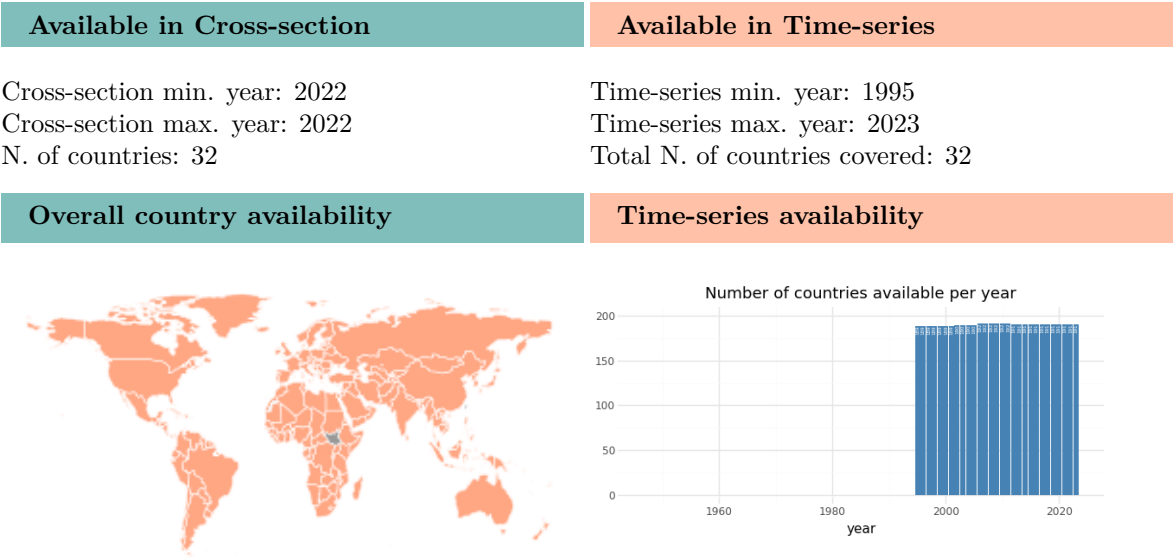 Available in Cross-section
Available in Time-series
Cross-section min. year: 2022
Cross-section max. year: 2022
N. of countries: 32
Time-series min. year: 1995
Time-series max. year: 2023
Total N. of countries covered: 32
Overall country availability
Time-series availability
Number of countries available per year
200
150
100
50
0
1960
1980
2000
2020
year